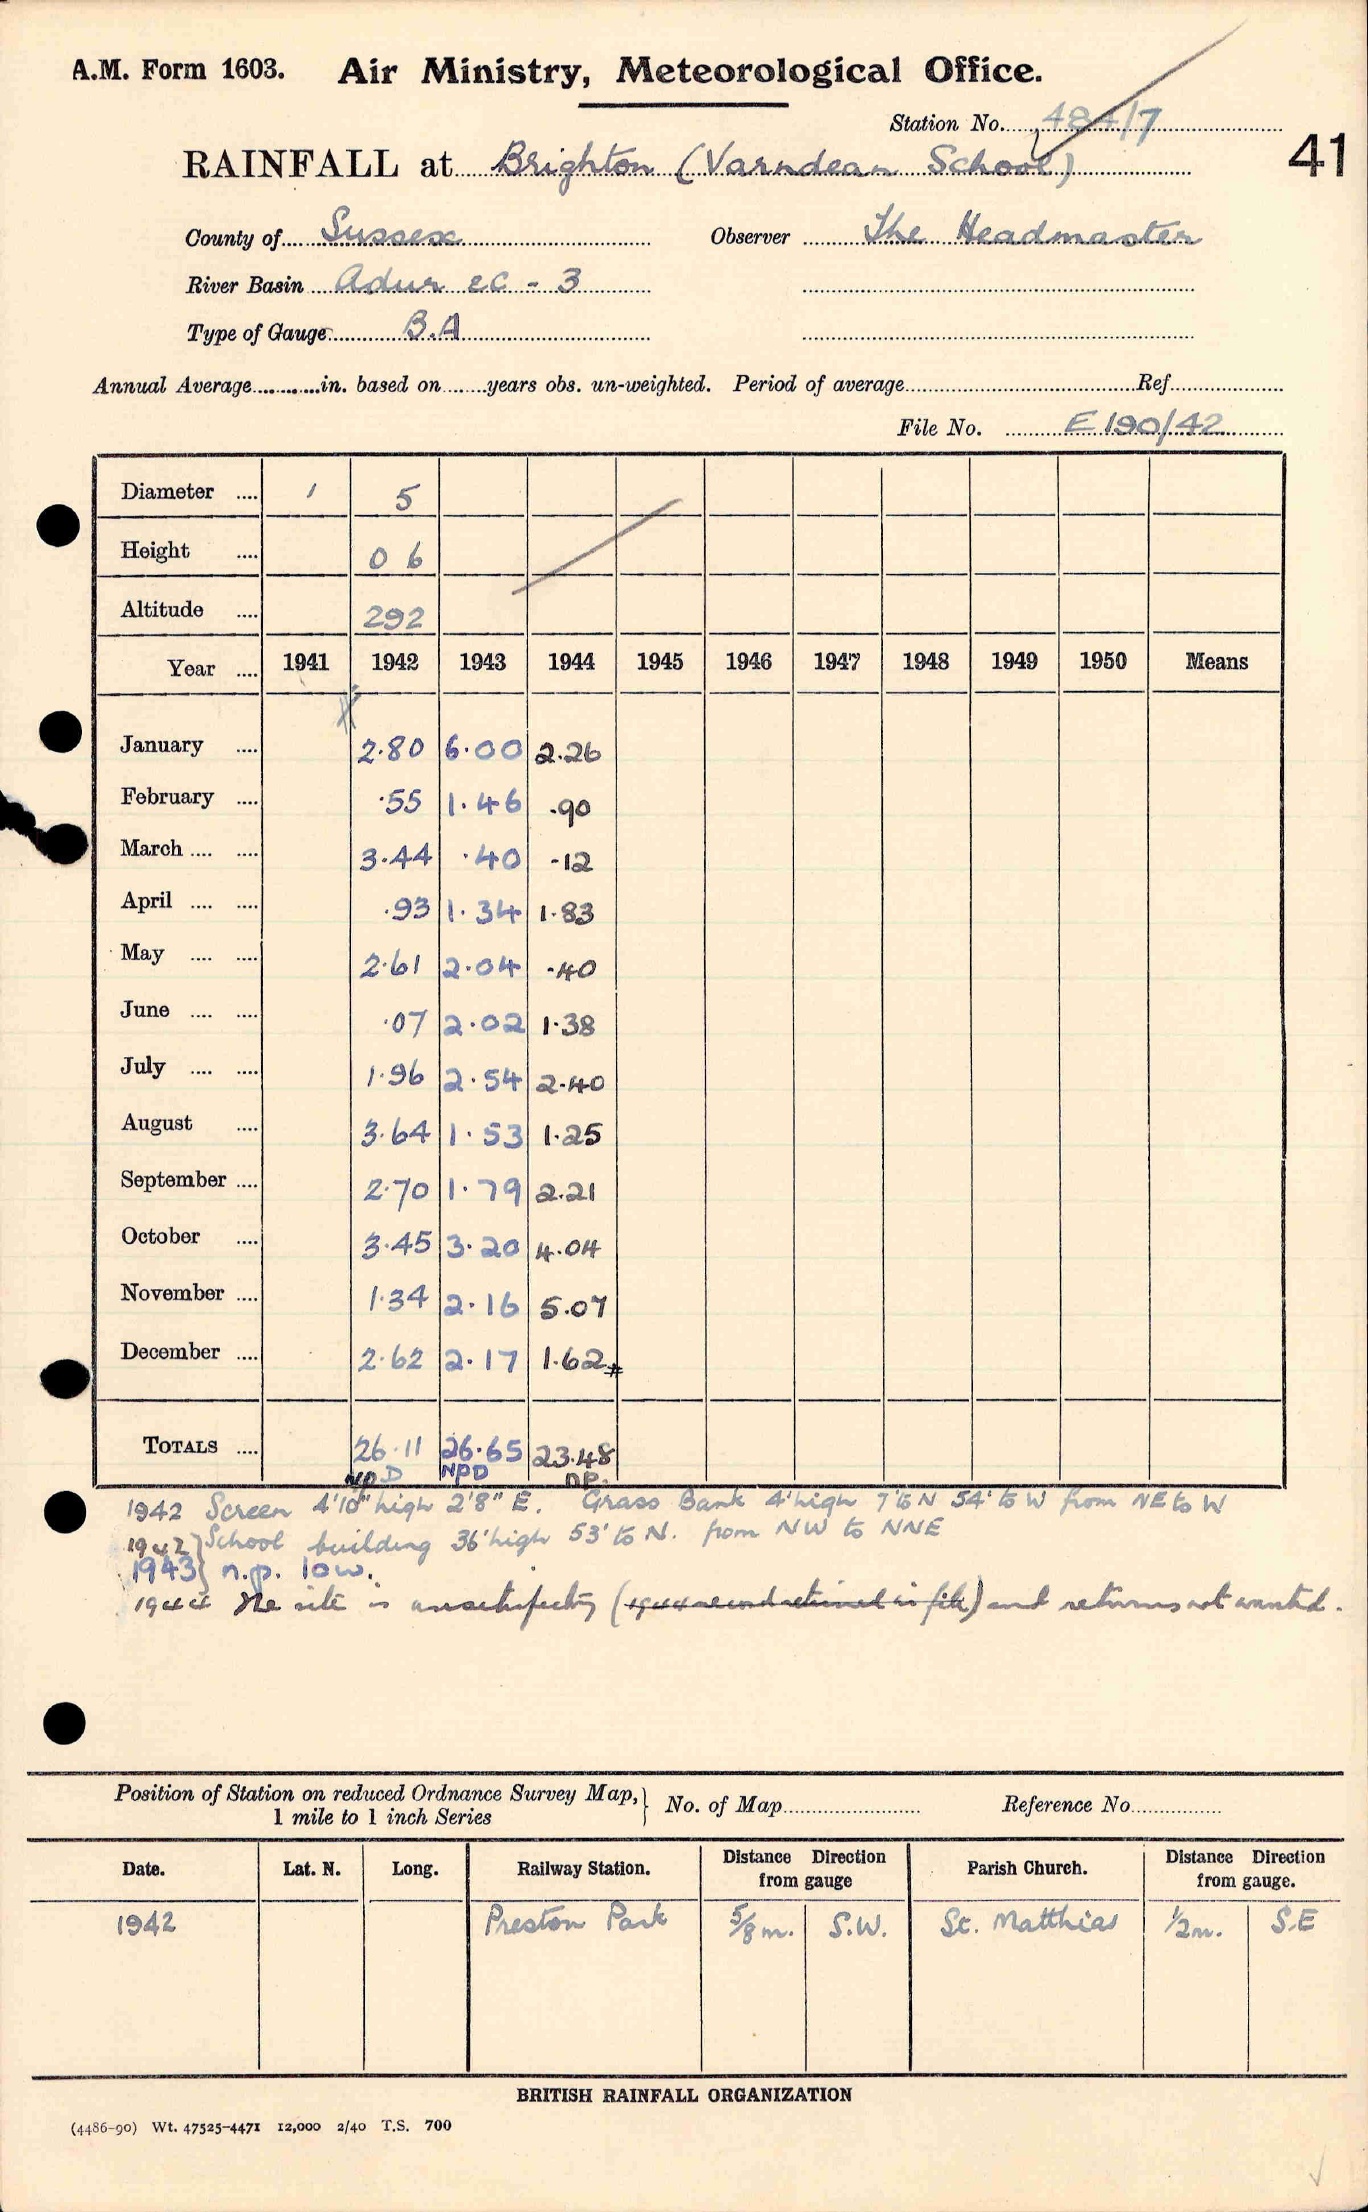 A.M. Form 1603. Air Ministry, Meteorological Office.
Station No. 484/7
RAINFALL at Brighton (Varndean School)
41
County of Sussex Observer The Headmaster
River Basin Adur &C - 3
Type of Gauge B.A
Annual Average in. based on years obs. un-weighted. Period of average Ref.
File No. E190/42
Diameter .... 1 5
Height .... 0 6
Altitude .... 292
Year .... 1941 1942 1943 1944 1945 1946 1947 1948 1949 1950 Means
January .... 2.80 6.00 2.26
February .... .55 1.46 .90
March .... .... 3.44 .40 .12
April .... .... .93 1.34 1.83
May .... .... 2.61 2.04 .40
June .... .... .07 2.02 1.38
July .... .... 1.96 2.54 2.40
August .... 3.64 1.53 1.25
September .... 2.70 1.79 2.21
October .... 3.45 3.20 4.04
November .... 1.34 2.16 5.07
December .... 2.62 2.17 1.62 #
TOTALS .... 26.11 26.65 23.48
NPD NPD np.
1942 Screen 4'10" high 2'8" E. Grass Bank 4' high 7' to N 54' to W from NE to W
1942} School building 36' high 53' to N. from NW to NNE
1943} n.p. low.
1944 The site is unsatisfactory (1944 record retained in file) and returns not wanted.
Position of Station on reduced Ordnance Survey Map,} No. of Map Reference No.
1 mile to 1 inch Series
Date. Lat. N. Long. Railway Station. Distance Direction from gauge Parish Church. Distance Direction from gauge.
1942 Preston Park 5/8 m. S.W. St. Matthias 1/2 m. S.E
BRITISH RAINFALL ORGANIZATION
(4486-90) Wt. 47525-4471 12,000 2/40 T.S. 700